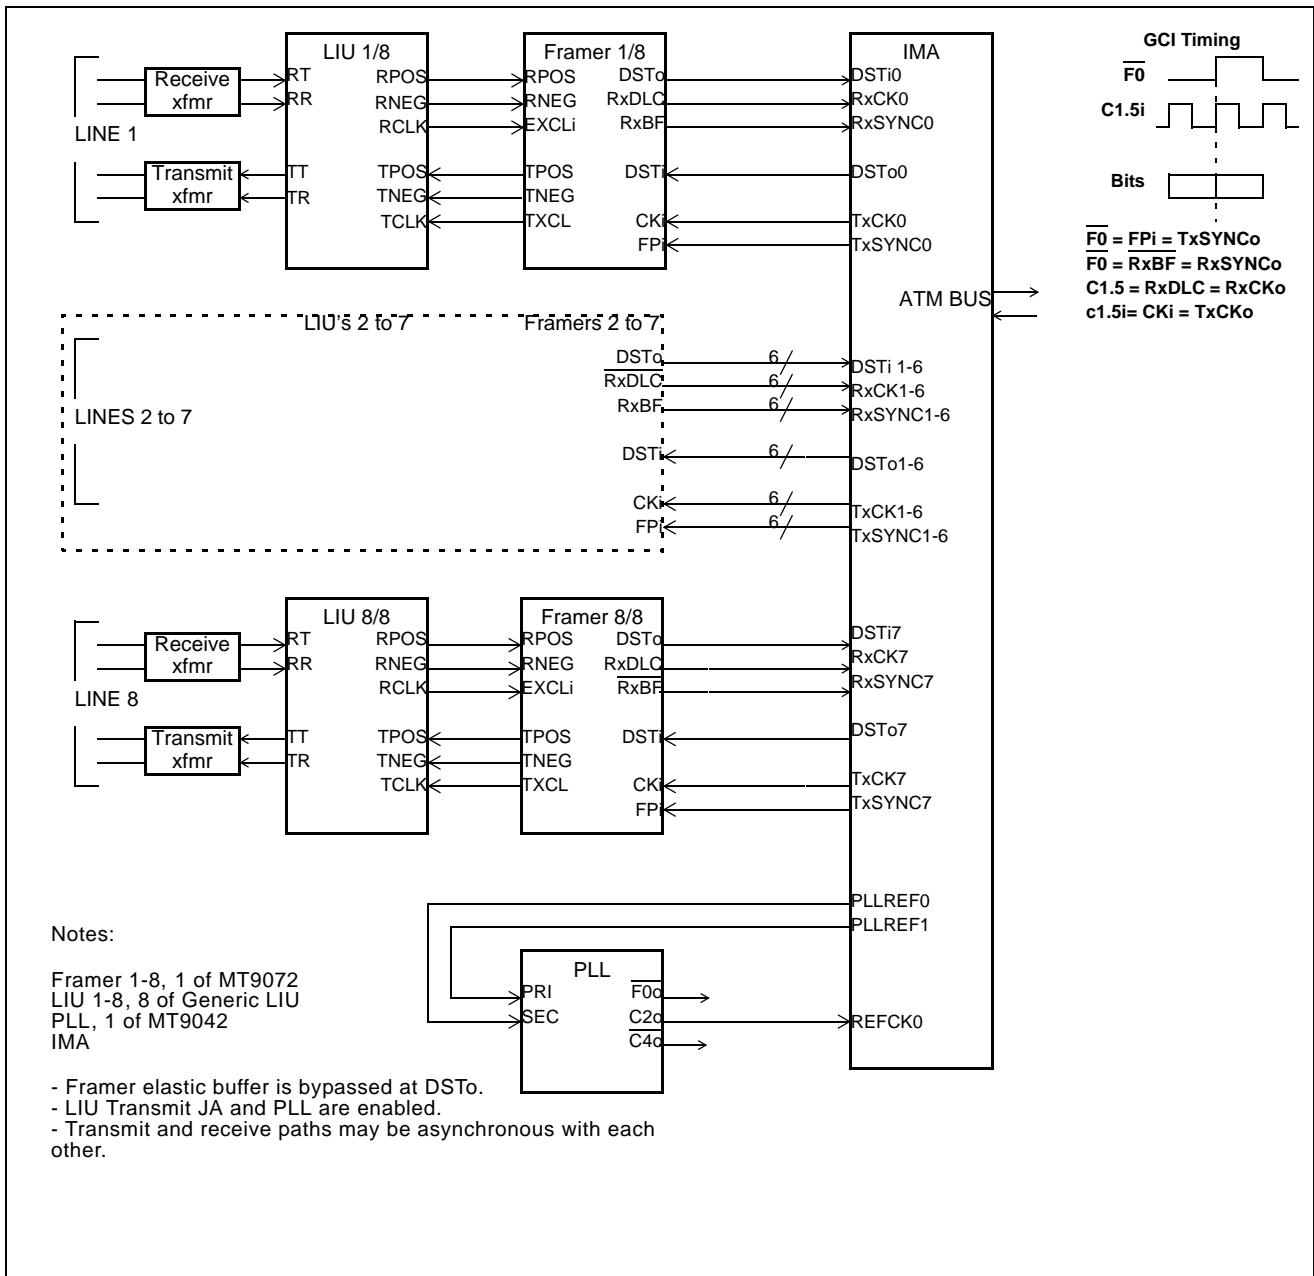 LIU 1/8
Framer 1/8
IMA
GCI Timing
Receive
xfmr
RT
RR
RPOS
RNEG
RCLK
RPOS
RNEG
EXCLi
DSTo
RxDLC
RxBF
DSTi0
RxCK0
RxSYNC0
F̅0̅
C1.5i
LINE 1
Transmit
xfmr
TT
TR
TPOS
TNEG
TCLK
TPOS
TNEG
TXCL
DSTi
CKi
FPi
DSTo0
TxCK0
TxSYNC0
Bits
F̅0̅ = FPi = TxSYNCo
F̅0̅ = R̅x̅B̅F̅ = RxSYNCo
C1.5 = RxDLC = RxCKo
c1.5i= CKi = TxCKo
ATM BUS
LIU's 2 to 7
Framers 2 to 7
LINES 2 to 7
DSTo
R̅x̅D̅L̅C̅
RxBF
DSTi
CKi
FPi
6
6
6
6
6
6
DSTi 1-6
RxCK1-6
RxSYNC1-6
DSTo1-6
TxCK1-6
TxSYNC1-6
LIU 8/8
Framer 8/8
Receive
xfmr
RT
RR
RPOS
RNEG
RCLK
RPOS
RNEG
EXCLi
DSTo
RxDLC
R̅x̅B̅F̅
DSTi7
RxCK7
RxSYNC7
LINE 8
Transmit
xfmr
TT
TR
TPOS
TNEG
TCLK
TPOS
TNEG
TXCL
DSTi
CKi
FPi
DSTo7
TxCK7
TxSYNC7
PLLREF0
PLLREF1
PLL
PRI
SEC
F̅0̅o̅
C2o
C̅4̅o̅
REFCK0
Notes:
Framer 1-8, 1 of MT9072
LIU 1-8, 8 of Generic LIU
PLL, 1 of MT9042
IMA
- Framer elastic buffer is bypassed at DSTo.
- LIU Transmit JA and PLL are enabled.
- Transmit and receive paths may be asynchronous with each
other.